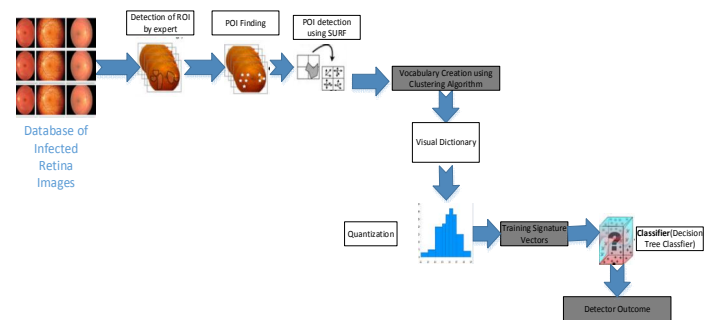 Detection of ROI
by expert
POI Finding
POI detection
using SURF
Database of
Infected
Retina
Images
Vocabulary Creation using
Clustering Algorithm
Visual Dictionary
Quantization
Training Signature
Vectors
?
Classifier(Decision
Tree Classfier)
Detector Outcome